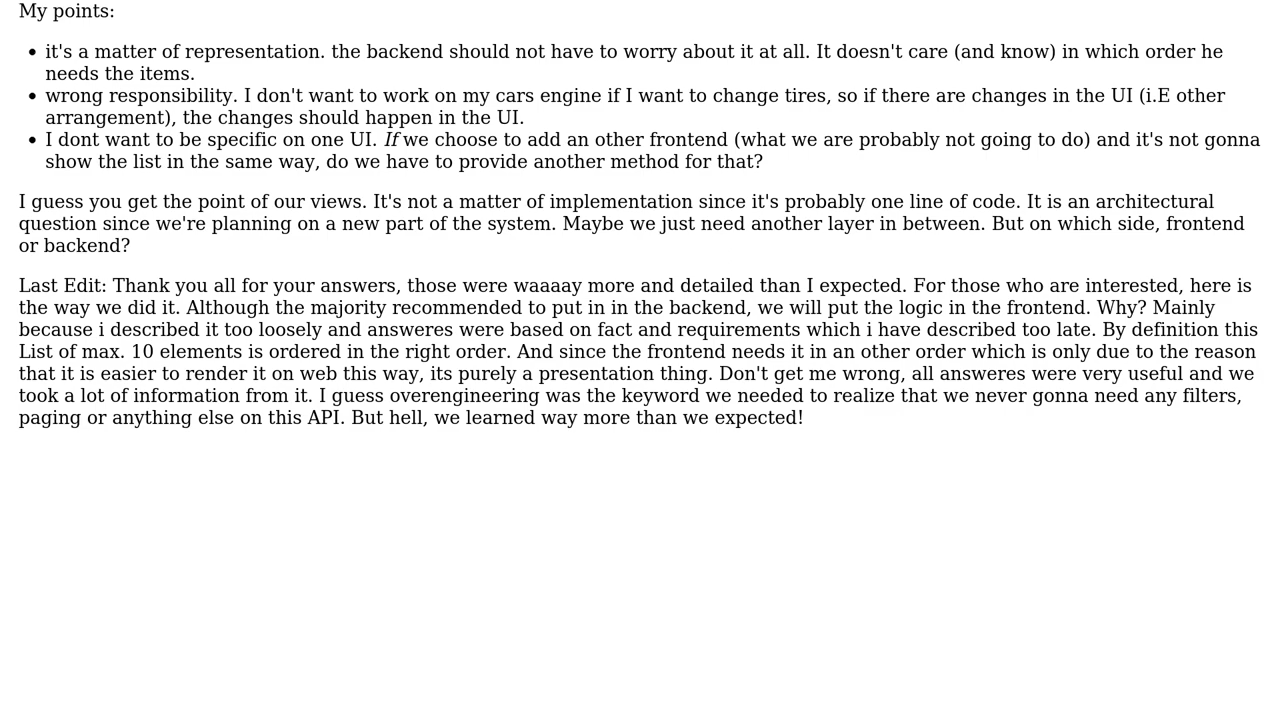 My points:
it's a matter of representation. the backend should not have to worry about it at all. It doesn't care (and know) in which order he
needs the items.
wrong responsibility. I don't want to work on my cars engine if I want to change tires, so if there are changes in the UI (i.E other
arrangement), the changes should happen in the UI.
I dont want to be specific on one UI. If we choose to add an other frontend (what we are probably not going to do) and it's not gonna
show the list in the same way, do we have to provide another method for that?
I guess you get the point of our views. It's not a matter of implementation since it's probably one line of code. It is an architectural
question since we're planning on a new part of the system. Maybe we just need another layer in between. But on which side, frontend
or backend?
Last Edit: Thank you all for your answers, those were waaaay more and detailed than I expected. For those who are interested, here is
the way we did it. Although the majority recommended to put in in the backend, we will put the logic in the frontend. Why? Mainly
because i described it too loosely and answeres were based on fact and requirements which i have described too late. By definition this
List of max. 10 elements is ordered in the right order. And since the frontend needs it in an other order which is only due to the reason
that it is easier to render it on web this way, its purely a presentation thing. Don't get me wrong, all answeres were very useful and we
took a lot of information from it. I guess overengineering was the keyword we needed to realize that we never gonna need any filters,
paging or anything else on this API. But hell, we learned way more than we expected!